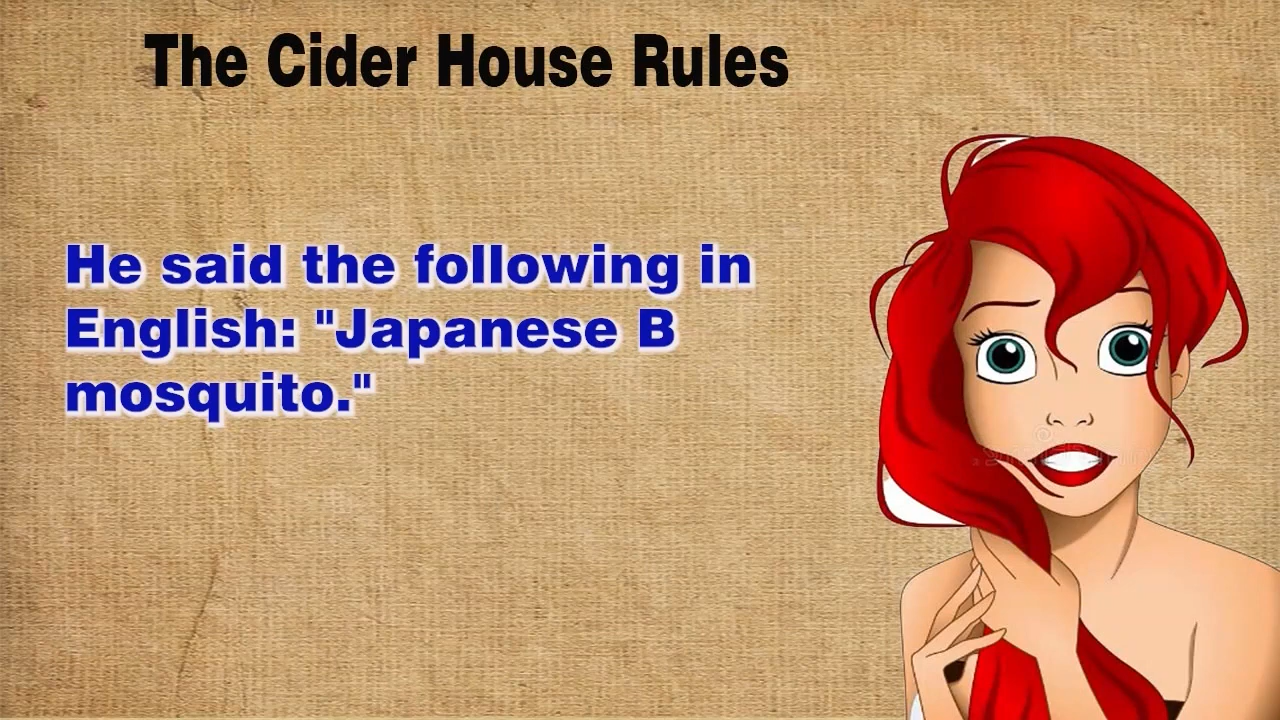 The Cider House Rules
He said the following in
English: "Japanese B
mosquito."